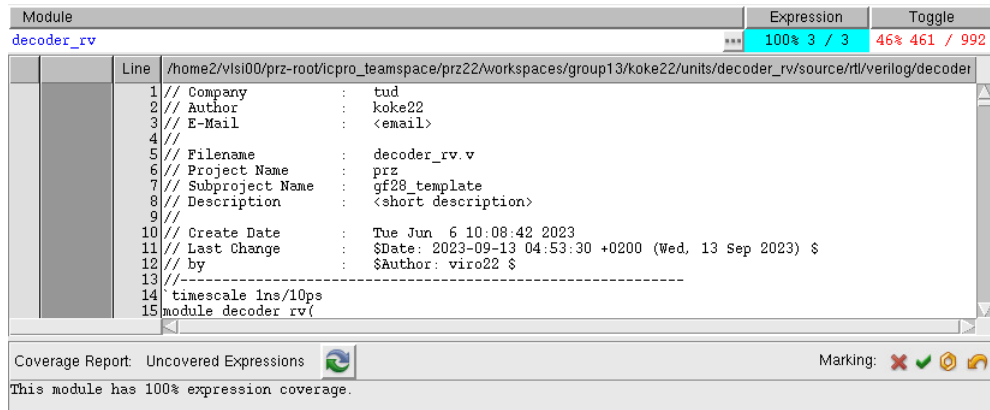 Module Expression Toggle
decoder_rv ... 100% 3 / 3 46% 461 / 992
Line /home2/vlsi00/prz-root/icpro_teamspace/prz22/workspaces/group13/koke22/units/decoder_rv/source/rtl/verilog/decoder
1 // Company : tud
2 // Author : koke22
3 // E-Mail : <email>
4 //
5 // Filename : decoder_rv.v
6 // Project Name : prz
7 // Subproject Name : gf28_template
8 // Description : <short description>
9 //
10 // Create Date : Tue Jun 6 10:08:42 2023
11 // Last Change : $Date: 2023-09-13 04:53:30 +0200 (Wed, 13 Sep 2023) $
12 // by : $Author: viro22 $
13 //---------------------------------------------------------------
14 `timescale 1ns/10ps
15 module decoder_rv(
Coverage Report: Uncovered Expressions Marking:
This module has 100% expression coverage.